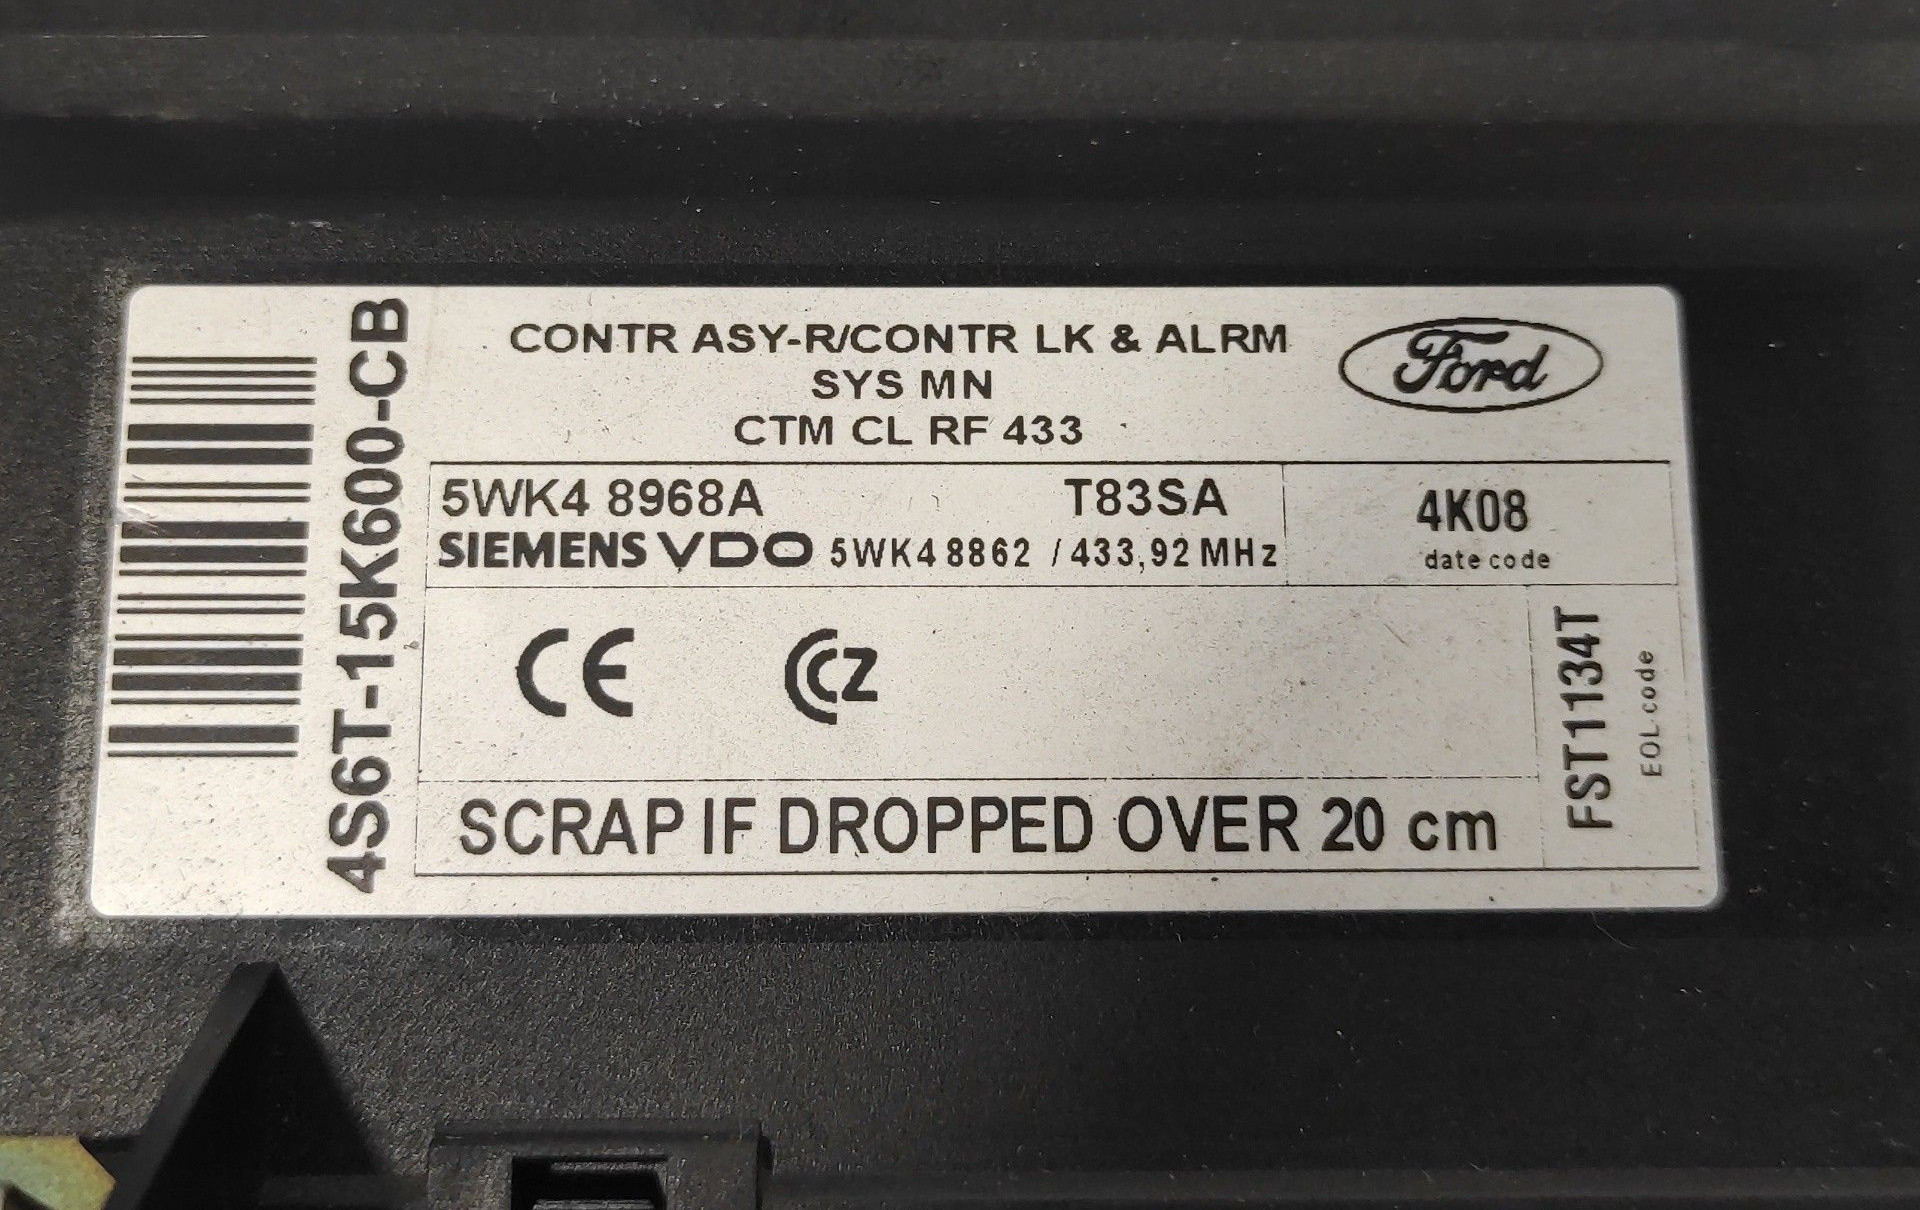 4S6T-15K600-CB
CONTR ASY-R/CONTR LK & ALRM
SYS MN
CTM CL RF 433
Ford
5WK4 8968A T83SA
SIEMENS VDO 5WK4 8862 / 433,92 MHz
4K08
date code
CE CCZ
FST1134T
EOL code
SCRAP IF DROPPED OVER 20 cm